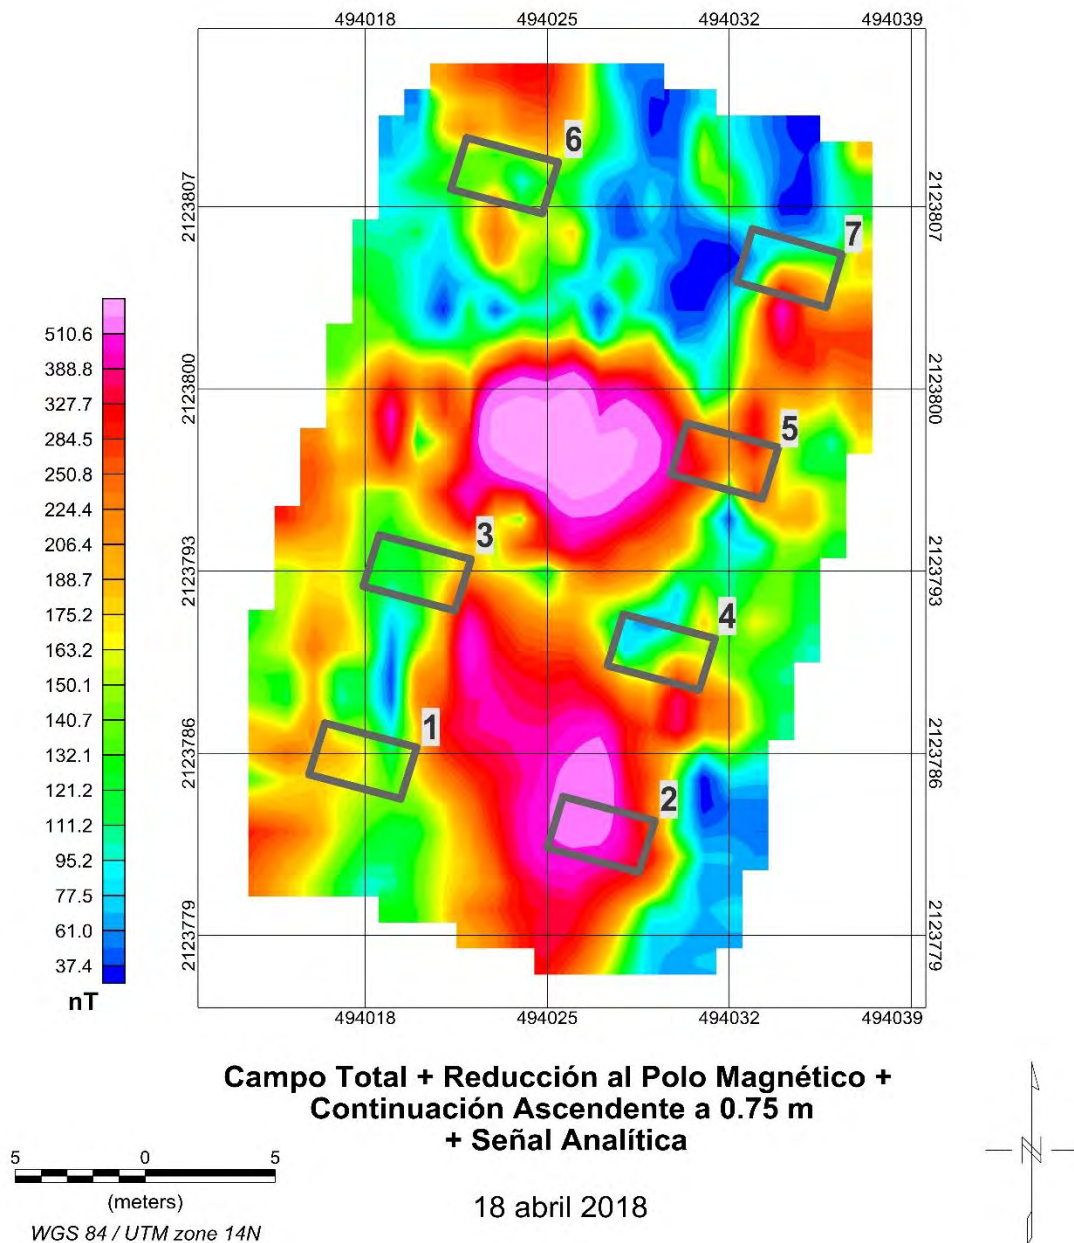 494018 494025 494032 494039
6
2123807 2123807
7
510.6
388.8
327.7
284.5
250.8
224.4
206.4
188.7
175.2
163.2
150.1
140.7
132.1
121.2
111.2
95.2
77.5
61.0
37.4
nT
2123800 2123800
5
3
2123793 2123793
4
1
2123786 2123786
2
2123779 2123779
494018 494025 494032 494039
Campo Total + Reducción al Polo Magnético +
Continuación Ascendente a 0.75 m
+ Señal Analítica
5 0 5
(meters)
WGS 84 / UTM zone 14N
18 abril 2018
N